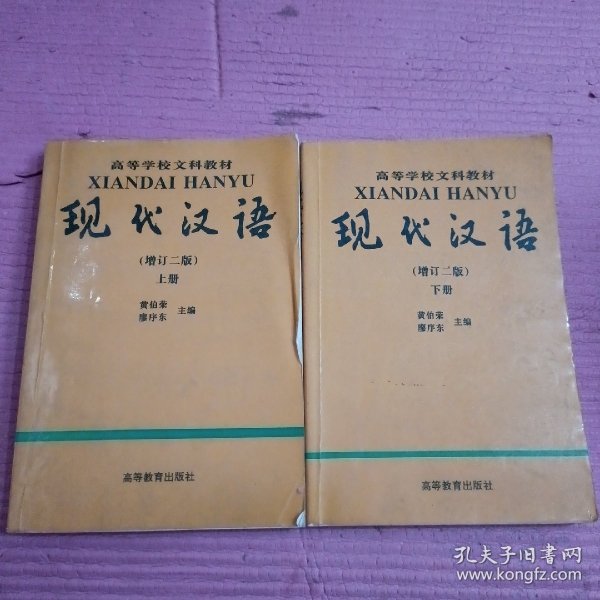 高等学校文科教材
XIANDAI HANYU
现代汉语
(增订二版)
上册
黄伯荣
廖序东
主编
高等教育出版社
高等学校文科教材
XIANDAI HANYU
现代汉语
(增订二版)
下册
黄伯荣
廖序东
主编
高等教育出版社
孔夫子旧书网
www.kongfz.com